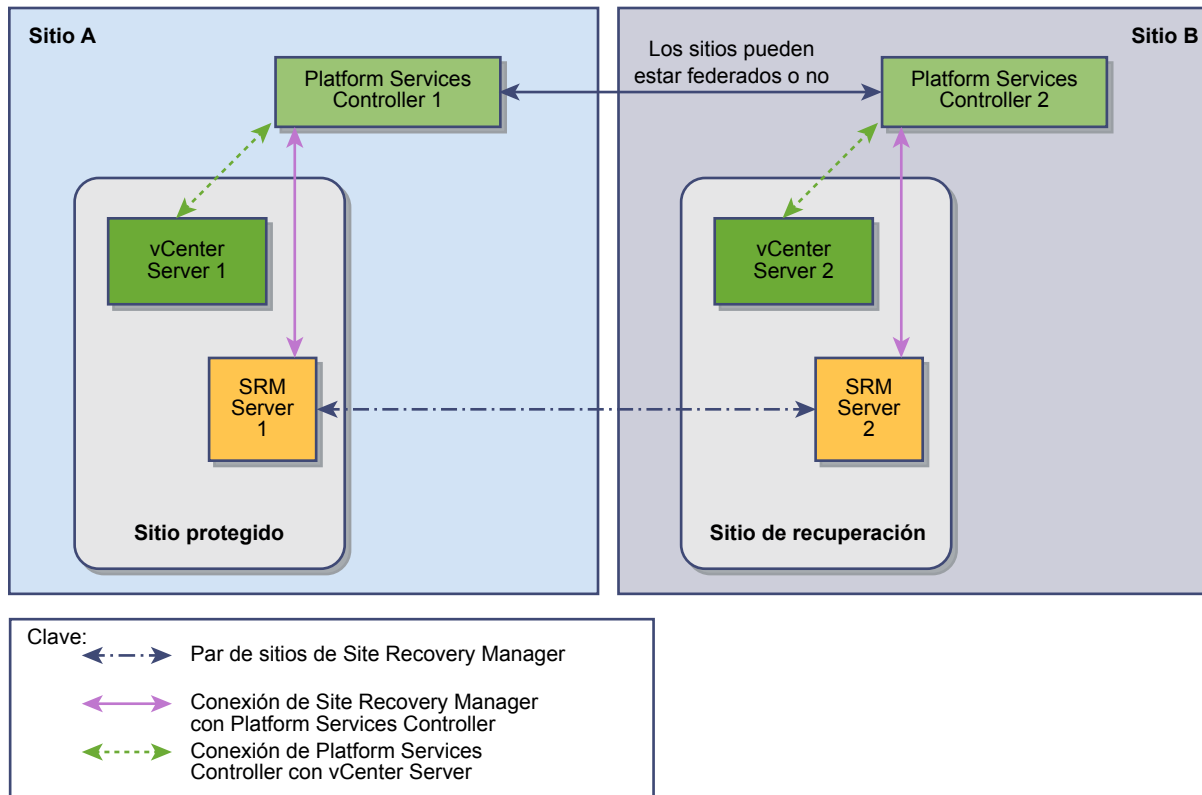 Sitio A
Platform Services
Controller 1
vCenter
Server 1
SRM
Server
1
Sitio protegido
Los sitios pueden
estar federados o no
Sitio B
Platform Services
Controller 2
vCenter
Server 2
SRM
Server
2
Sitio de recuperación
Clave:
Par de sitios de Site Recovery Manager
Conexión de Site Recovery Manager
con Platform Services Controller
Conexión de Platform Services
Controller con vCenter Server